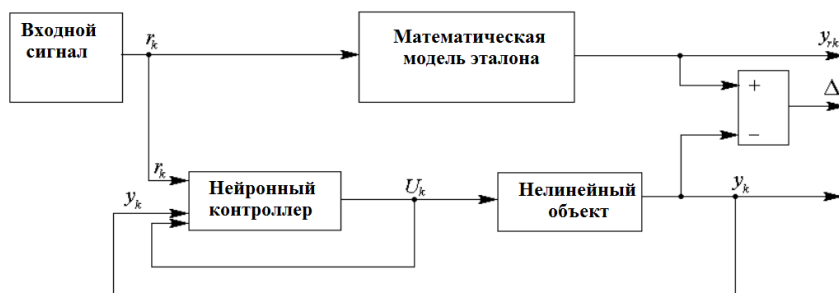 Входной
сигнал
r_k
Математическая
модель эталона
y_rk
+
Δ
−
r_k
y_k
Нейронный
контроллер
U_k
Нелинейный
объект
y_k